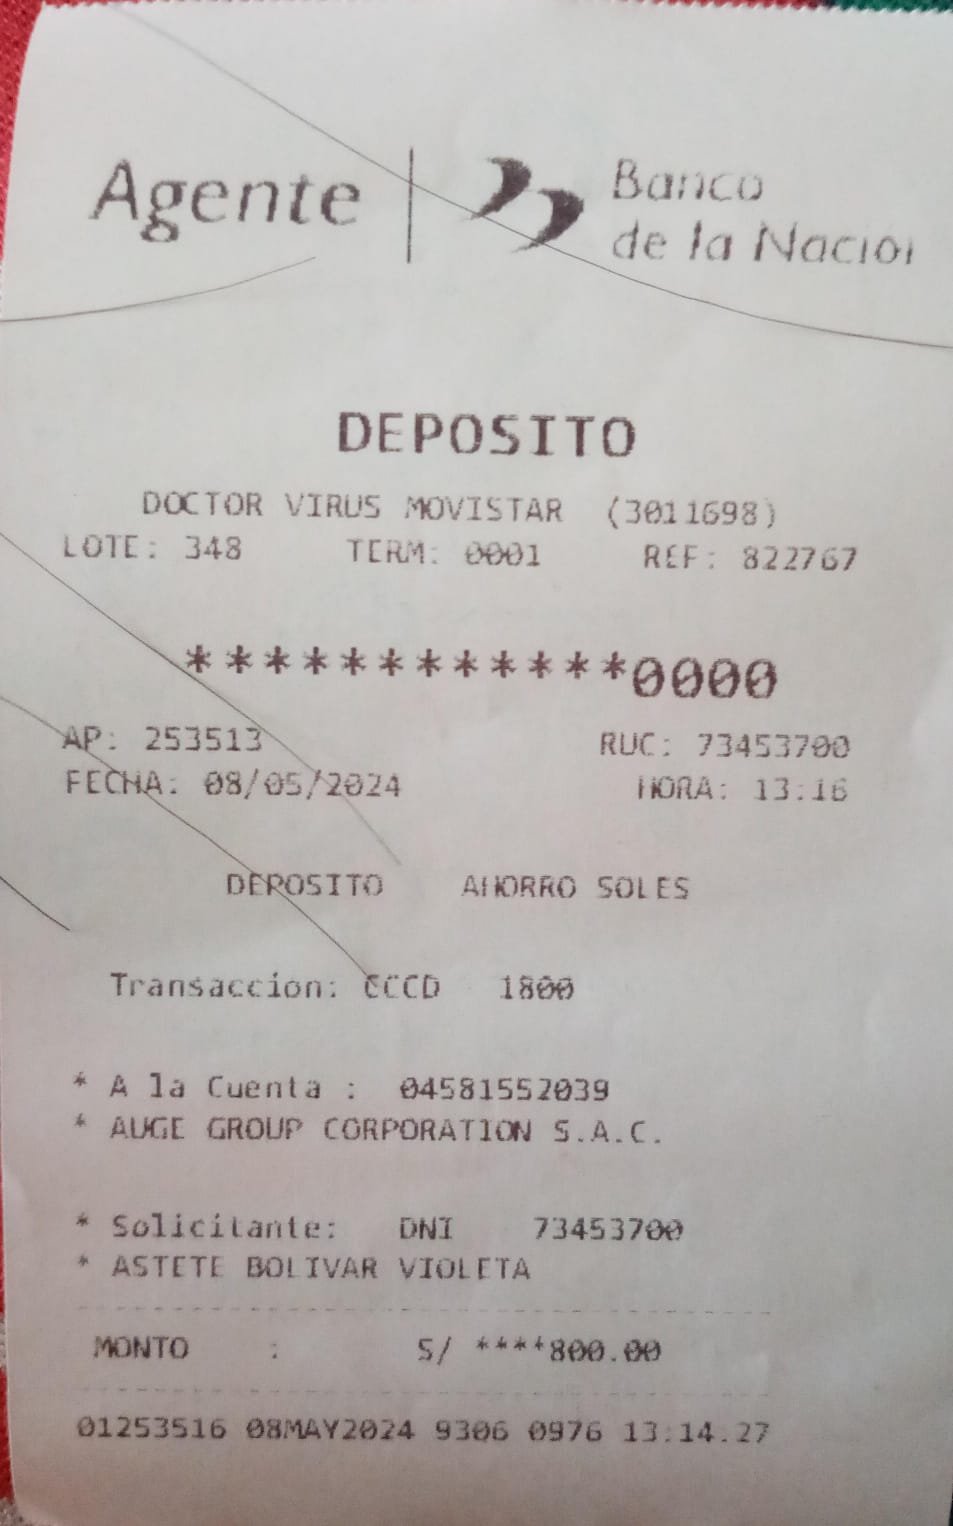 Agente | Banco
de la Nacion
DEPOSITO
DOCTOR VIRUS MOVISTAR (3011698)
LOTE: 348 TERM: 0001 REF: 822767
************0000
AP: 253513 RUC: 73453700
FECHA: 08/05/2024 HORA: 13:16
DEPOSITO AHORRO SOLES
Transaccion: CCCD 1800
* A la Cuenta : 04581552039
* AUGE GROUP CORPORATION S.A.C.
* Solicitante: DNI 73453700
* ASTETE BOLIVAR VIOLETA
MONTO : S/ ****800.00
01253516 08MAY2024 9306 0976 13:14.27